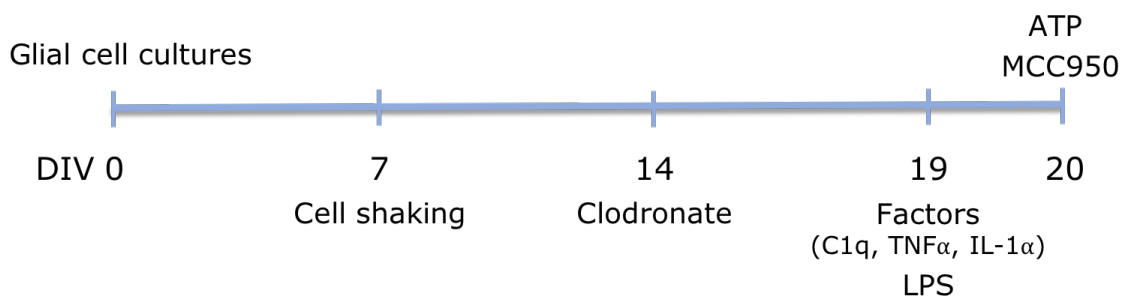 ATP
Glial cell cultures
MCC950
DIV 0 7 14 19 20
Cell shaking Clodronate Factors
(C1q, TNFα, IL-1α)
LPS